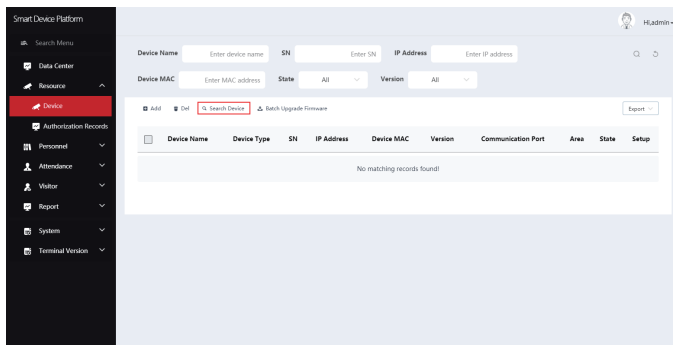 Smart Device Platform
Hi,admin
Search Menu
Data Center
Resource
Device
Authorization Records
Personnel
Attendance
Visitor
Report
System
Terminal Version
Device Name Enter device name SN Enter SN IP Address Enter IP address
Device MAC Enter MAC address State All Version All
Add Del Search Device Batch Upgrade Firmware Export
Device Name Device Type SN IP Address Device MAC Version Communication Port Area State Setup
No matching records found!